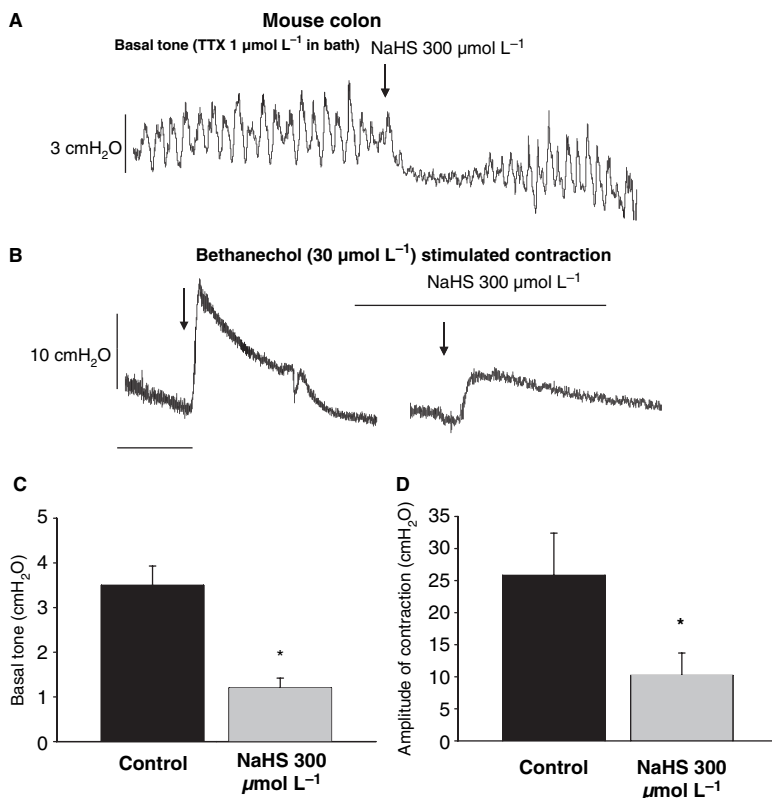 A
Mouse colon
Basal tone (TTX 1 µmol L⁻¹ in bath) NaHS 300 µmol L⁻¹
3 cmH₂O
B
Bethanechol (30 µmol L⁻¹) stimulated contraction
NaHS 300 µmol L⁻¹
10 cmH₂O
C
5
4
3
2
1
0
Basal tone (cmH₂O)
*
Control
NaHS 300
µmol L⁻¹
D
35
30
25
20
15
10
5
0
Amplitude of contraction (cmH₂O)
*
Control
NaHS 300
µmol L⁻¹